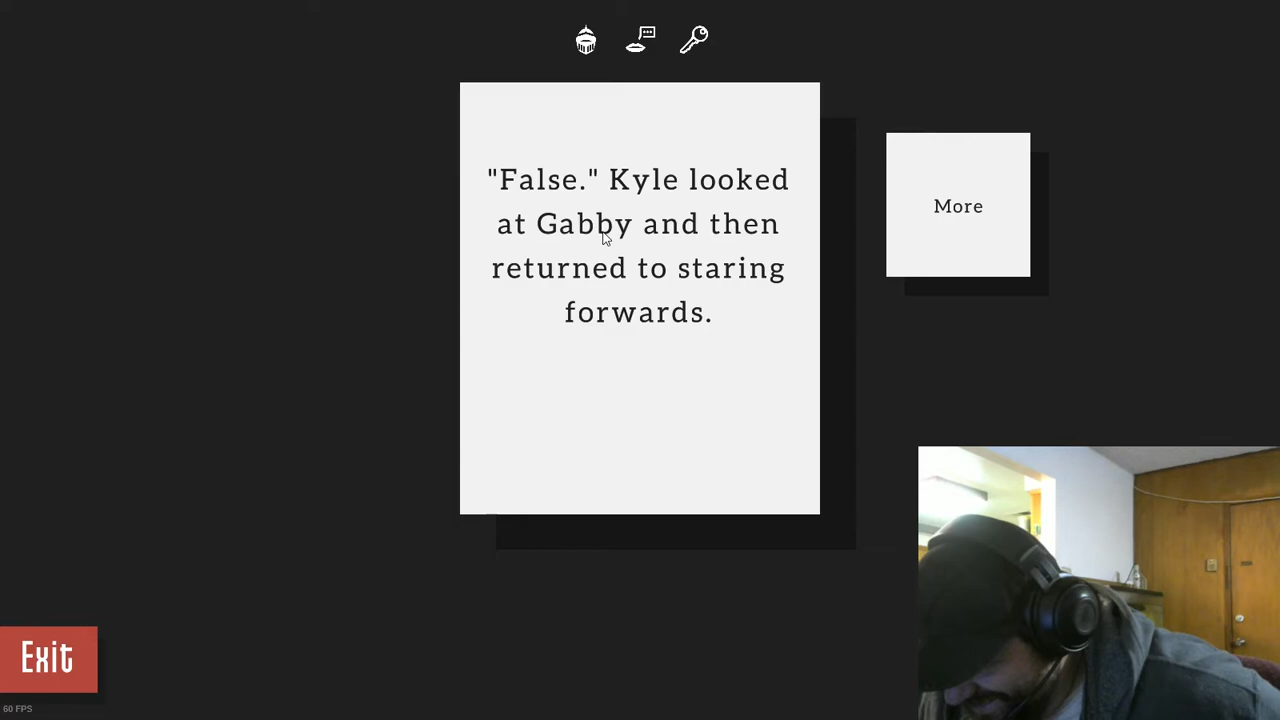 "False." Kyle looked
at Gabby and then
returned to staring
forwards.
More
Exit
60 FPS